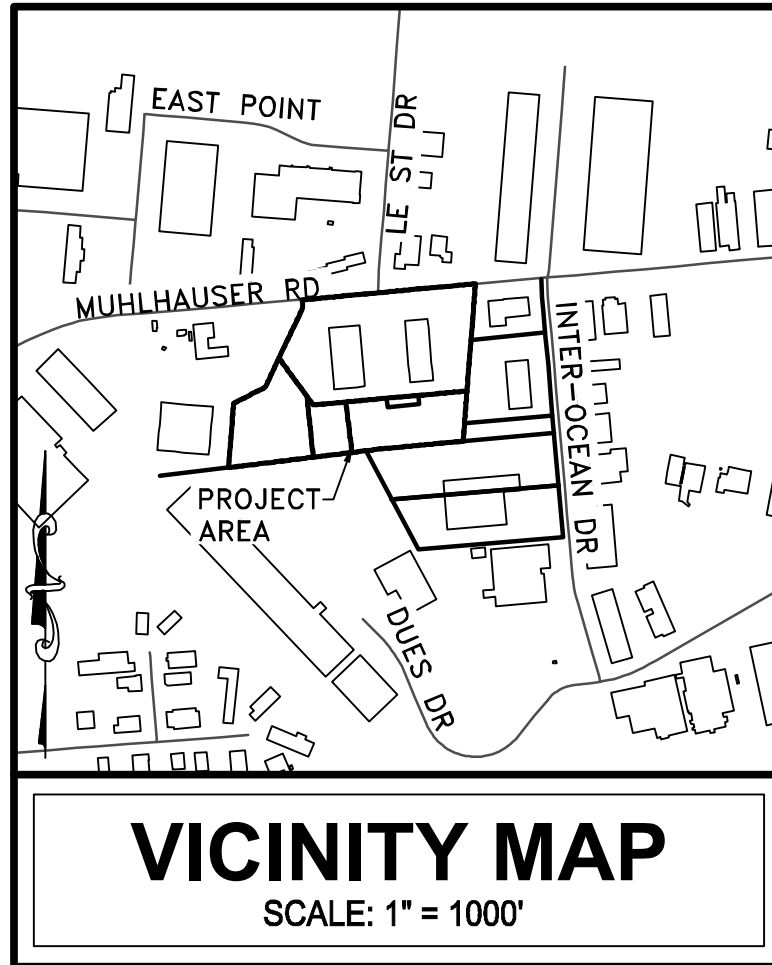 EAST POINT
LE ST DR
MUHLHAUSER RD
INTER-OCEAN DR
PROJECT
AREA
DUES DR
VICINITY MAP
SCALE: 1" = 1000'